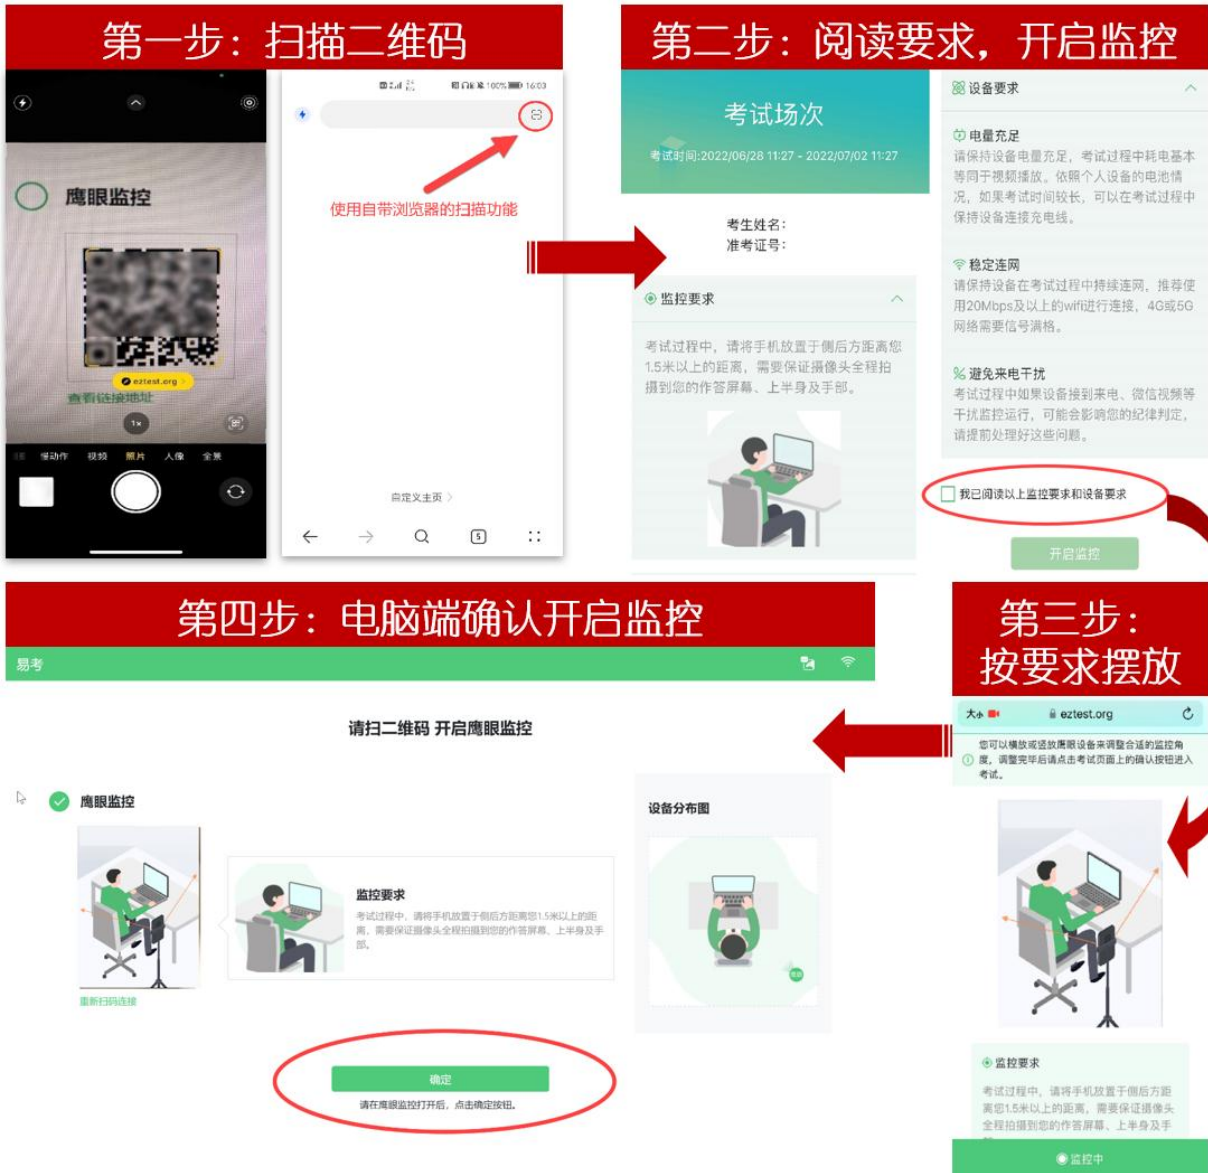 第一步：扫描二维码
鹰眼监控
eztest.org
查看链接地址
1x
慢动作 视频 照片 人像 全景
100% 16:03
使用自带浏览器的扫描功能
自定义主页
5
第二步：阅读要求，开启监控
考试场次
考试时间:2022/06/28 11:27 - 2022/07/02 11:27
考生姓名：
准考证号：
监控要求
考试过程中，请将手机放置于侧后方距离您
1.5米以上的距离，需要保证摄像头全程拍
摄到您的作答屏幕、上半身及手部。
设备要求
电量充足
请保持设备电量充足，考试过程中耗电基本
等同于视频播放。依照个人设备的电池情
况，如果考试时间较长，可以在考试过程中
保持设备连接充电线。
稳定连网
请保持设备在考试过程中持续连网，推荐使
用20Mbps及以上的wifi进行连接，4G或5G
网络需要信号满格。
避免来电干扰
考试过程中如果设备接到来电、微信视频等
干扰监控运行，可能会影响您的纪律判定，
请提前处理好这些问题。
我已阅读以上监控要求和设备要求
开启监控
第三步：
按要求摆放
大小 eztest.org
您可以横放或竖放鹰眼设备来调整合适的监控角
度，调整完毕后请点击考试页面上的确认按钮进入
考试。
监控要求
考试过程中，请将手机放置于侧后方距
离您1.5米以上的距离，需要保证摄像头
全程拍摄到您的作答屏幕、上半身及手
监控中
第四步：电脑端确认开启监控
易考
请扫二维码 开启鹰眼监控
鹰眼监控
重新扫码连接
监控要求
考试过程中，请将手机放置于侧后方距离您1.5米以上的距
离，需要保证摄像头全程拍摄到您的作答屏幕、上半身及手
部。
设备分布图
确定
请在鹰眼监控打开后，点击确定按钮。